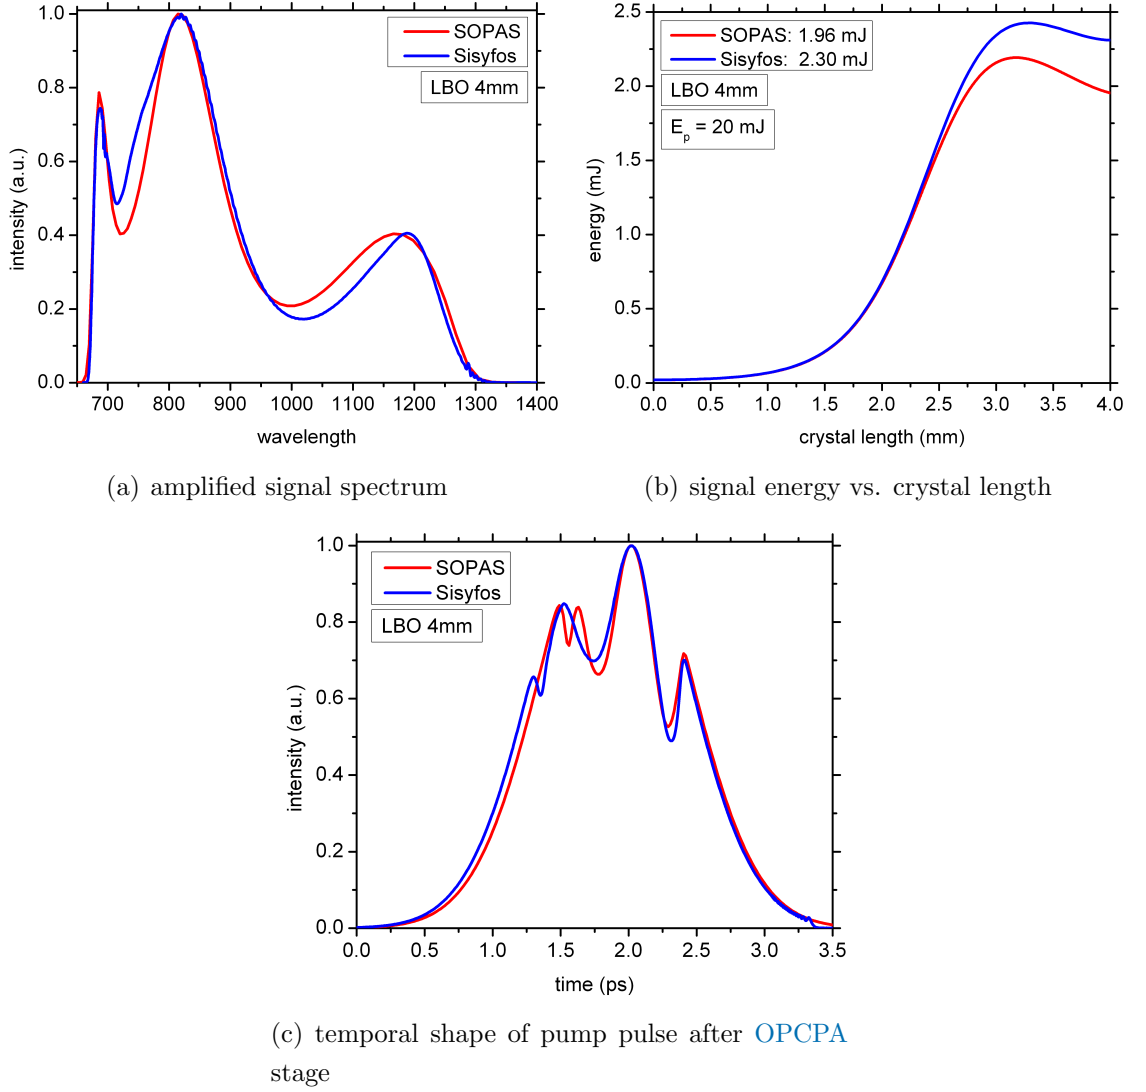 1.0
0.8
0.6
0.4
0.2
0.0
intensity (a.u.)
SOPAS
Sisyfos
LBO 4mm
700 800 900 1000 1100 1200 1300 1400
wavelength
(a) amplified signal spectrum
2.5
2.0
1.5
1.0
0.5
0.0
energy (mJ)
SOPAS: 1.96 mJ
Sisyfos: 2.30 mJ
LBO 4mm
Ep = 20 mJ
0.0 0.5 1.0 1.5 2.0 2.5 3.0 3.5 4.0
crystal length (mm)
(b) signal energy vs. crystal length
1.0
0.8
0.6
0.4
0.2
0.0
intensity (a.u.)
SOPAS
Sisyfos
LBO 4mm
0.0 0.5 1.0 1.5 2.0 2.5 3.0 3.5
time (ps)
(c) temporal shape of pump pulse after OPCPA
stage